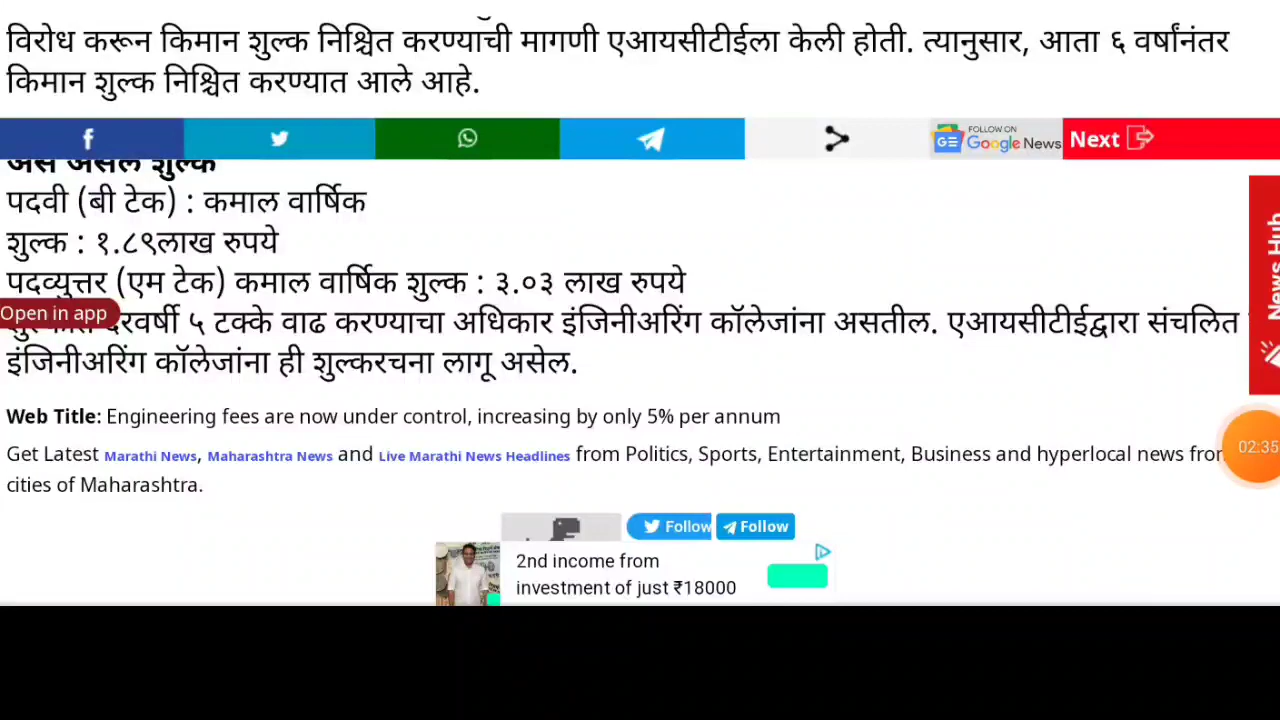 विरोध करून किमान शुल्क निश्चित करण्याची मागणी एआयसीटीईला केली होती. त्यानुसार, आता ६ वर्षांनंतर
किमान शुल्क निश्चित करण्यात आले आहे.
FOLLOW ON
Google News
Next
असे असेल शुल्क
पदवी (बी टेक) : कमाल वार्षिक
शुल्क : १.८९लाख रुपये
पदव्युत्तर (एम टेक) कमाल वार्षिक शुल्क : ३.०३ लाख रुपये
Open in app
दरवर्षी ५ टक्के वाढ करण्याचा अधिकार इंजिनीअरिंग कॉलेजांना असतील. एआयसीटीईद्वारा संचलित
इंजिनीअरिंग कॉलेजांना ही शुल्करचना लागू असेल.
News Hub
Web Title: Engineering fees are now under control, increasing by only 5% per annum
02:35
Get Latest Marathi News, Maharashtra News and Live Marathi News Headlines from Politics, Sports, Entertainment, Business and hyperlocal news from
cities of Maharashtra.
Follow
Follow
2nd income from
investment of just ₹18000